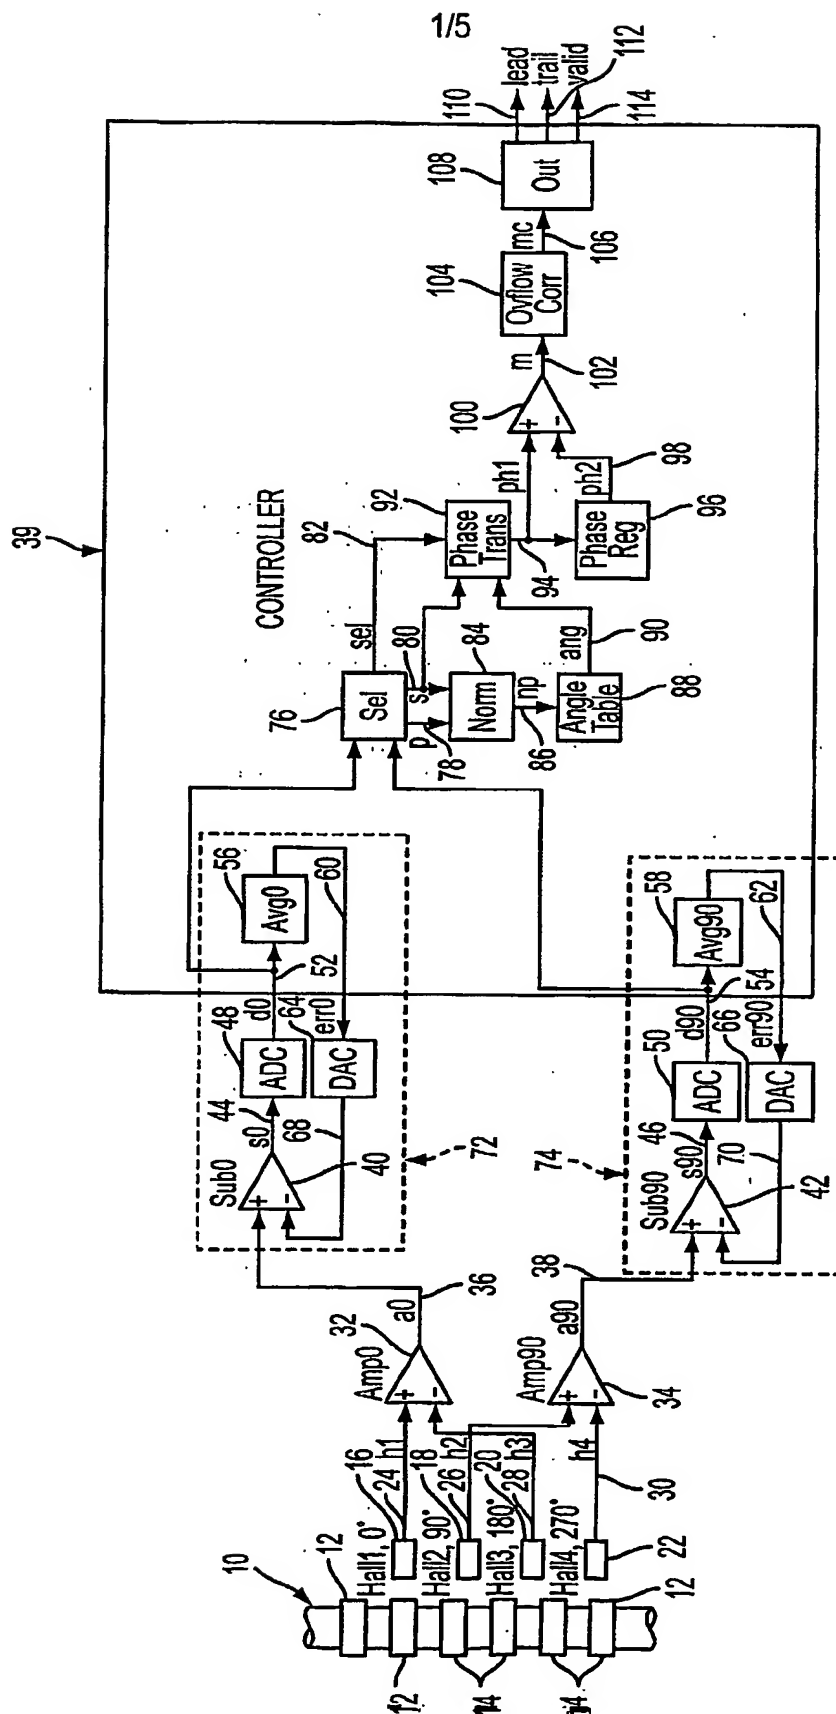 1/5
39
CONTROLLER
110
lead
trail
112
valid
114
108
Out
mc
106
104
Ovflow
Corr
m
102
100
+
-
ph1
ph2
98
92
Phase
Trans
94
Phase
Reg
96
82
sel
76
Sel
s
80
p
78
84
Norm
np
86
ang
90
Angle
Table
88
56
Avg0
60
52
d0
64
err0
48
ADC
DAC
44
s0
68
Sub0
+
-
40
72
58
Avg90
62
54
d90
66
err90
50
ADC
DAC
46
s90
70
Sub90
+
-
42
74
36
a0
32
Amp0
+
-
38
a90
Amp90
+
-
34
16
24
h1
18
26
h2
20
28
h3
h4
30
Hall1, 0°
Hall2, 90°
Hall3, 180°
Hall4, 270°
22
10
12
12
12
14
14